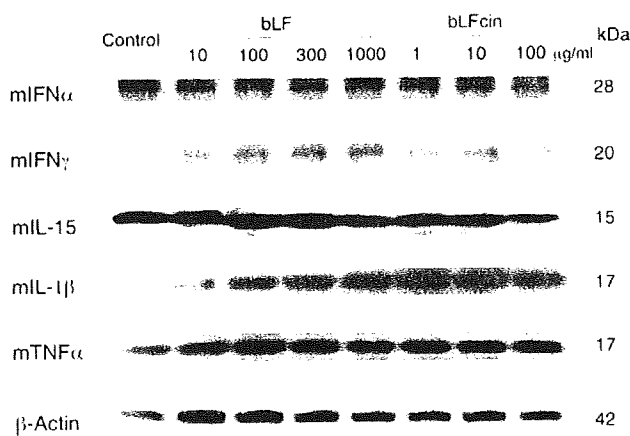 Control bLF bLFcin kDa
10 100 300 1000 1 10 100 µg/ml
mIFNα 28
mIFNγ 20
mIL-15 15
mIL-1β 17
mTNFα 17
β-Actin 42